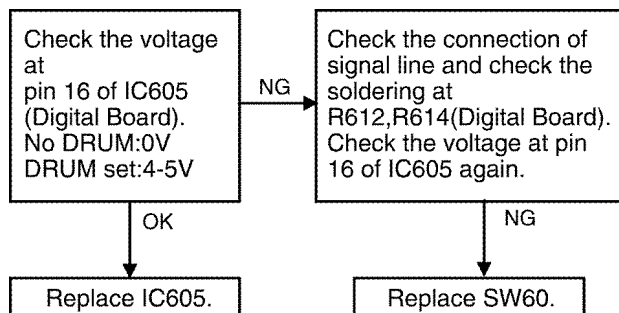 Check the voltage
at
pin 16 of IC605
(Digital Board).
No DRUM:0V
DRUM set:4-5V
NG
Check the connection of
signal line and check the
soldering at
R612,R614(Digital Board).
Check the voltage at pin
16 of IC605 again.
OK
NG
Replace IC605.
Replace SW60.